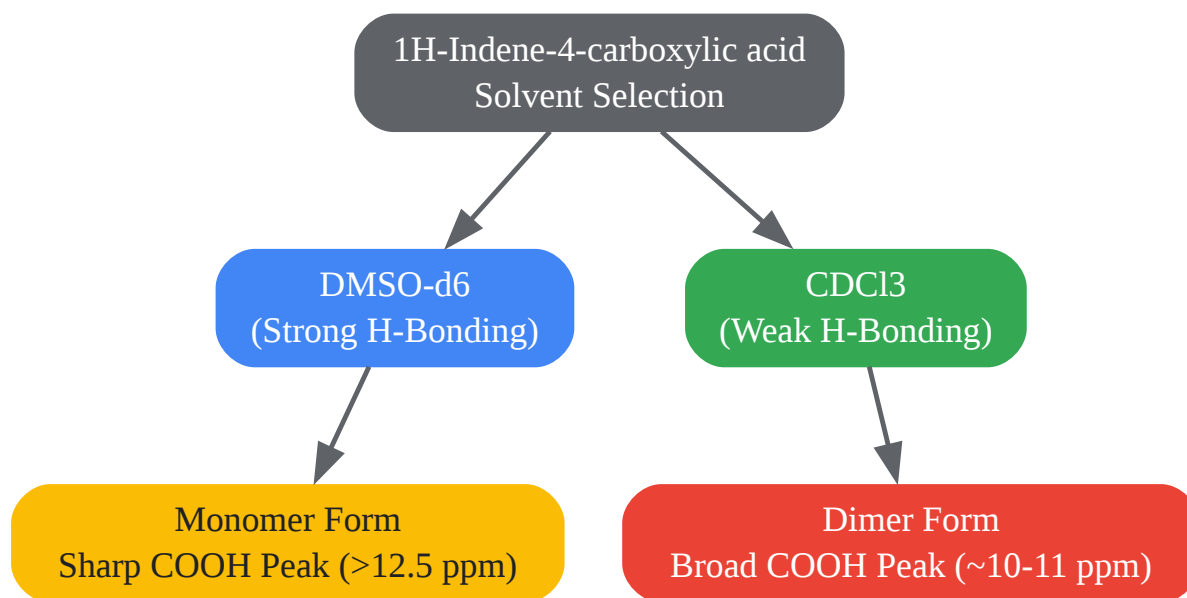 1H-Indene-4-carboxylic acid
Solvent Selection
DMSO-d6
(Strong H-Bonding)
CDCl3
(Weak H-Bonding)
Monomer Form
Sharp COOH Peak (>12.5 ppm)
Dimer Form
Broad COOH Peak (~10-11 ppm)